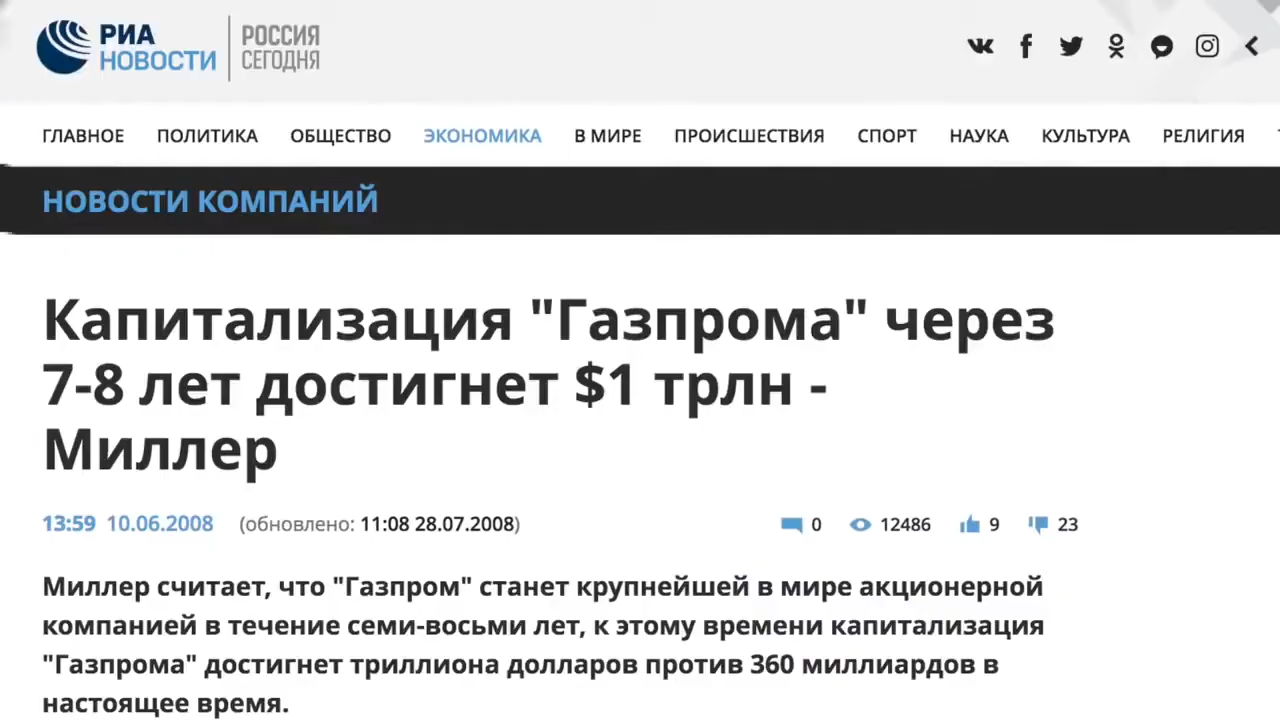 РИА
НОВОСТИ
РОССИЯ
СЕГОДНЯ
ГЛАВНОЕ ПОЛИТИКА ОБЩЕСТВО ЭКОНОМИКА В МИРЕ ПРОИСШЕСТВИЯ СПОРТ НАУКА КУЛЬТУРА РЕЛИГИЯ
НОВОСТИ КОМПАНИЙ
Капитализация "Газпрома" через
7-8 лет достигнет $1 трлн -
Миллер
13:59 10.06.2008 (обновлено: 11:08 28.07.2008) 0 12486 9 23
Миллер считает, что "Газпром" станет крупнейшей в мире акционерной
компанией в течение семи-восьми лет, к этому времени капитализация
"Газпрома" достигнет триллиона долларов против 360 миллиардов в
настоящее время.